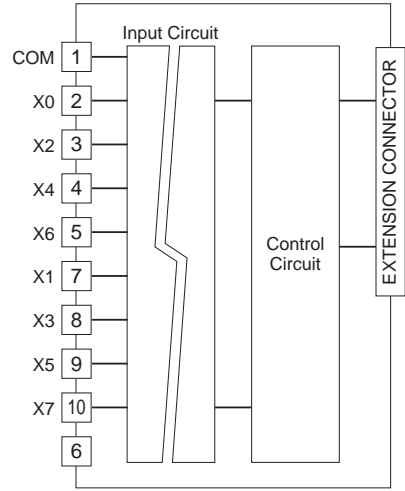 Input Circuit
COM 1
X0 2
X2 3
X4 4
X6 5
X1 7
X3 8
X5 9
X7 10
6
Control
Circuit
EXTENSION CONNECTOR